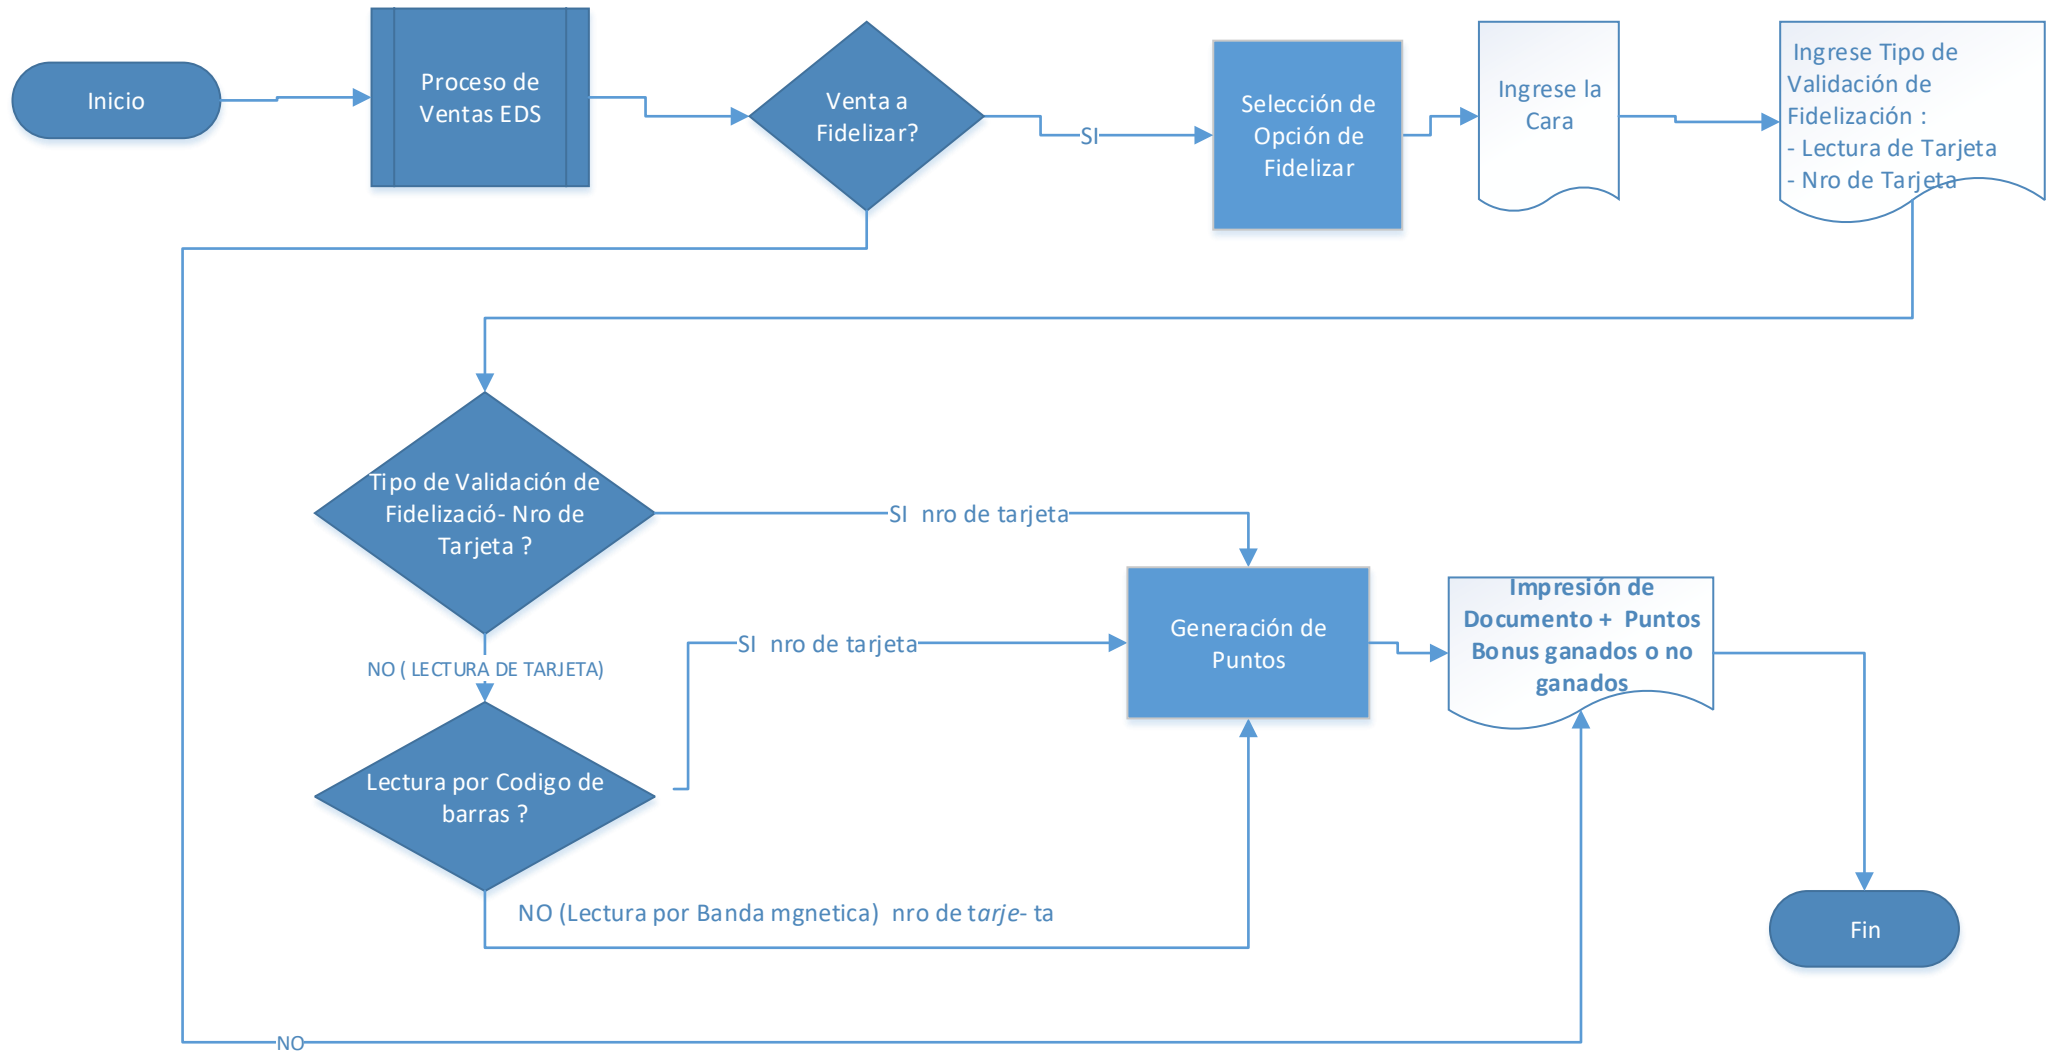 Inicio
Proceso de
Ventas EDS
Venta a
Fidelizar?
SI
Selección de
Opción de
Fidelizar
Ingrese la
Cara
Ingrese Tipo de
Validación de
Fidelización :
- Lectura de Tarjeta
- Nro de Tarjeta
Tipo de Validación de
Fidelizació- Nro de
Tarjeta ?
SI  nro de tarjeta
NO ( LECTURA DE TARJETA)
SI  nro de tarjeta
Generación de
Puntos
Impresión de
Documento +  Puntos
Bonus ganados o no
ganados
Lectura por Codigo de
barras ?
NO (Lectura por Banda mgnetica)  nro de tarje- ta
Fin
NO